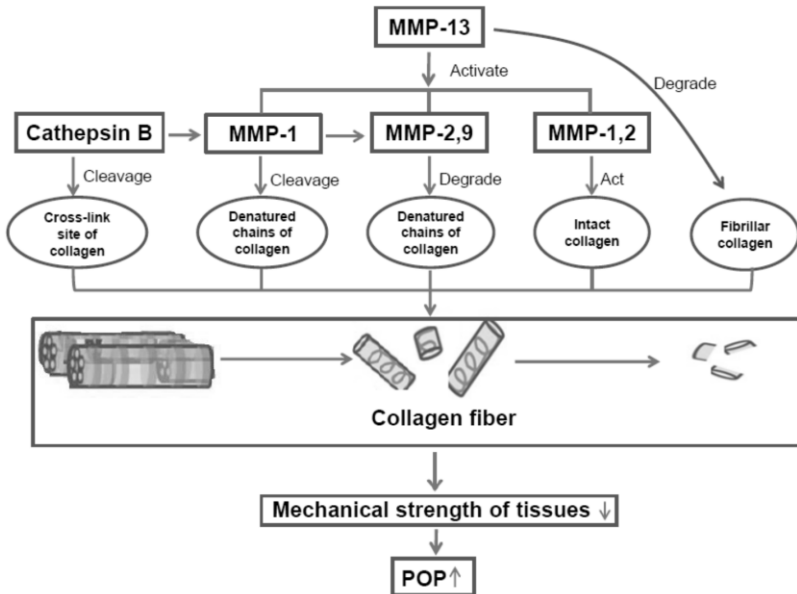 MMP-13
Activate
Degrade
Cathepsin B
MMP-1
MMP-2,9
MMP-1,2
Cleavage
Cleavage
Degrade
Act
Cross-link
site of
collagen
Denatured
chains of
collagen
Denatured
chains of
collagen
Intact
collagen
Fibrillar
collagen
Collagen fiber
Mechanical strength of tissues ↓
POP↑